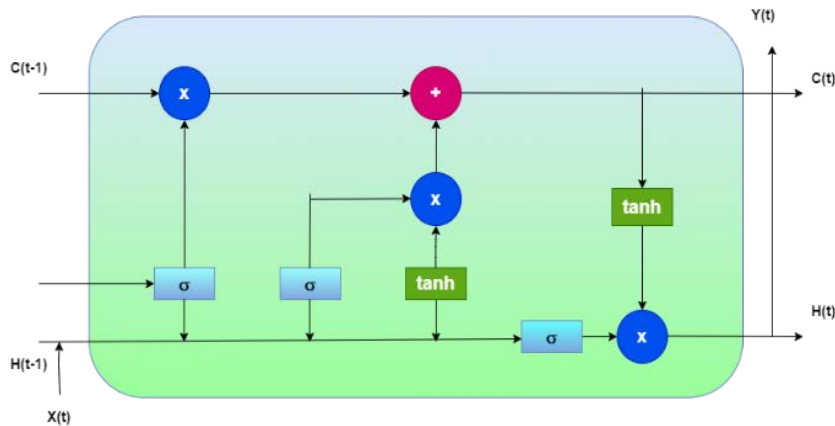 Y(t)
C(t-1)
x
+
C(t)
x
tanh
σ
σ
tanh
H(t)
σ
x
H(t-1)
X(t)